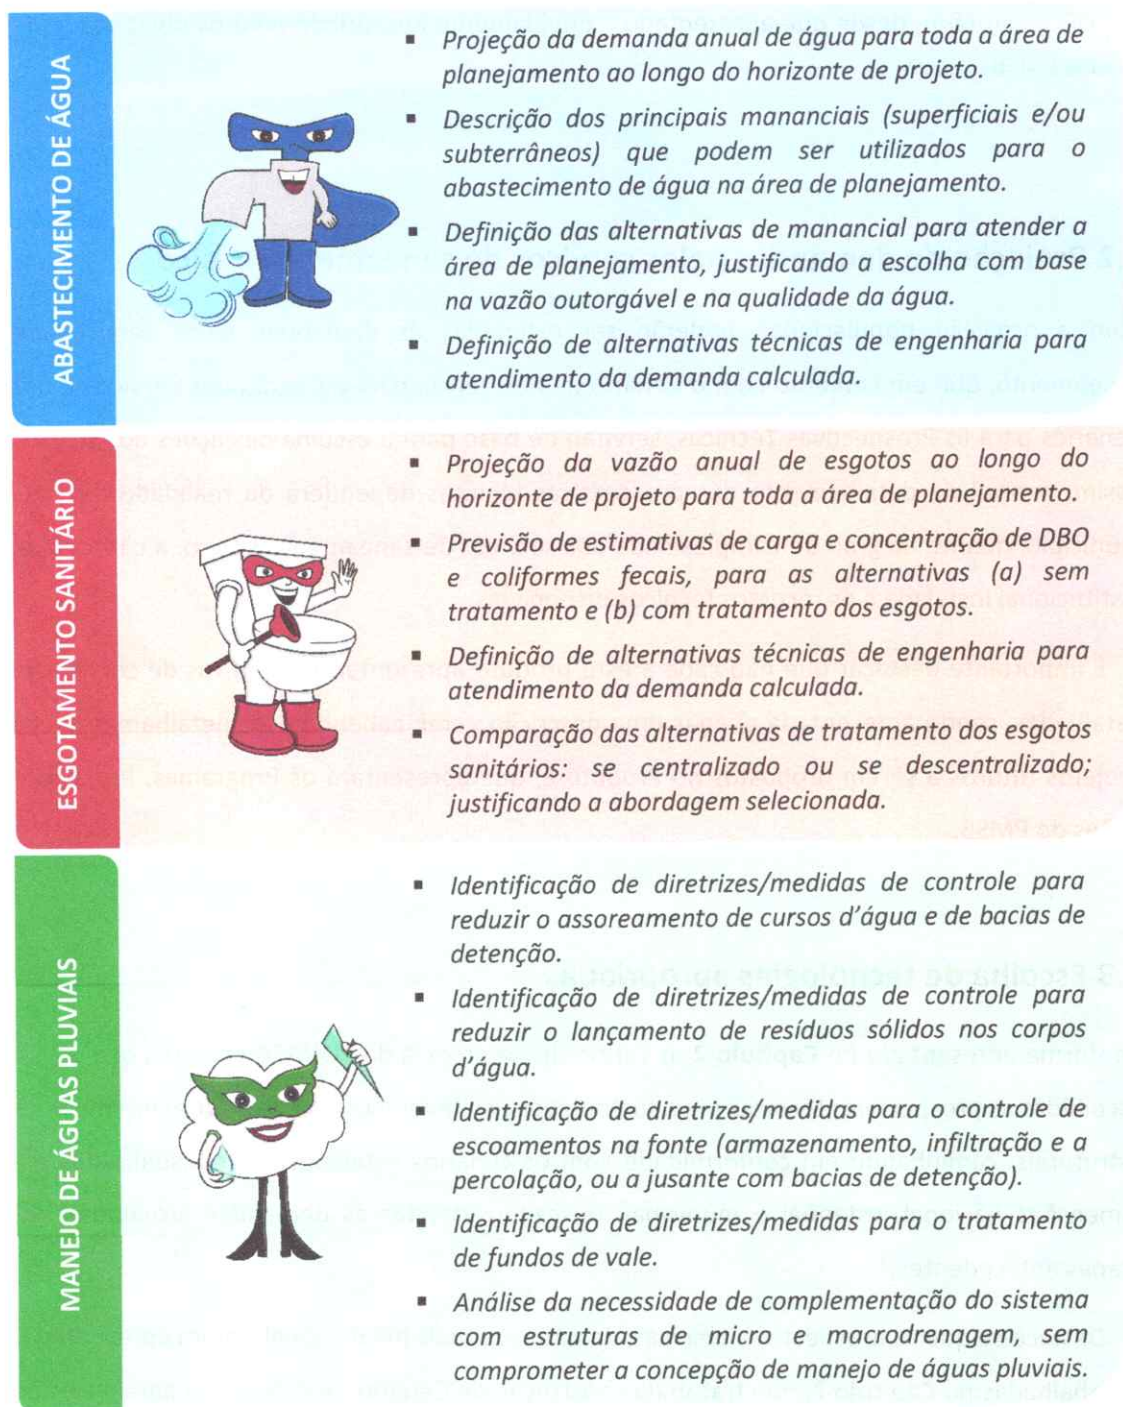 ABASTECIMENTO DE ÁGUA
▪ Projeção da demanda anual de água para toda a área de
planejamento ao longo do horizonte de projeto.
▪ Descrição dos principais mananciais (superficiais e/ou
subterrâneos) que podem ser utilizados para o
abastecimento de água na área de planejamento.
▪ Definição das alternativas de manancial para atender a
área de planejamento, justificando a escolha com base
na vazão outorgável e na qualidade da água.
▪ Definição de alternativas técnicas de engenharia para
atendimento da demanda calculada.
ESGOTAMENTO SANITÁRIO
▪ Projeção da vazão anual de esgotos ao longo do
horizonte de projeto para toda a área de planejamento.
▪ Previsão de estimativas de carga e concentração de DBO
e coliformes fecais, para as alternativas (a) sem
tratamento e (b) com tratamento dos esgotos.
▪ Definição de alternativas técnicas de engenharia para
atendimento da demanda calculada.
▪ Comparação das alternativas de tratamento dos esgotos
sanitários: se centralizado ou se descentralizado;
justificando a abordagem selecionada.
MANEJO DE ÁGUAS PLUVIAIS
▪ Identificação de diretrizes/medidas de controle para
reduzir o assoreamento de cursos d'água e de bacias de
detenção.
▪ Identificação de diretrizes/medidas de controle para
reduzir o lançamento de resíduos sólidos nos corpos
d'água.
▪ Identificação de diretrizes/medidas para o controle de
escoamentos na fonte (armazenamento, infiltração e a
percolação, ou a jusante com bacias de detenção).
▪ Identificação de diretrizes/medidas para o tratamento
de fundos de vale.
▪ Análise da necessidade de complementação do sistema
com estruturas de micro e macrodrenagem, sem
comprometer a concepção de manejo de águas pluviais.